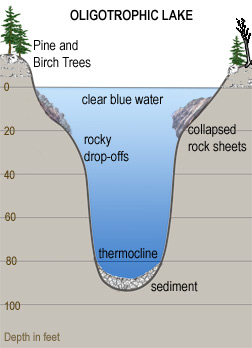 OLIGOTROPHIC LAKE
Pine and
Birch Trees
0
clear blue water
20
rocky
drop-offs
collapsed
rock sheets
40
60
thermocline
80
sediment
100
Depth in feet